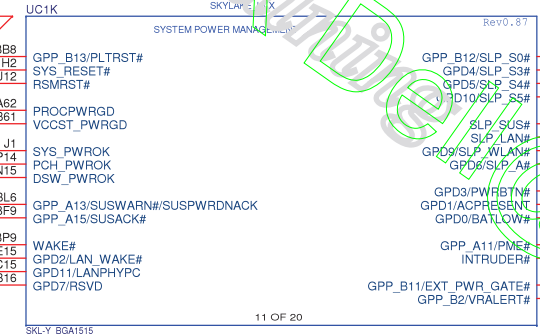 UC1K
SYSTEM POWER MANAGEMENT
Rev0.87
GPP_B13/PLTRST#
SYS_RESET#
RSMRST#
PROCPWRGD
VCCST_PWRGD
SYS_PWROK
PCH_PWROK
DSW_PWROK
GPP_A13/SUSWARN#/SUSPWRDNACK
GPP_A15/SUSACK#
WAKE#
GPD2/LAN_WAKE#
GPD11/LANPHYPC
GPD7/RSVD
GPP_B12/SLP_S0#
GPD4/SLP_S3#
GPD5/SLP_S4#
GPD10/SLP_S5#
SLP_SUS#
SLP_LAN#
GPD9/SLP_WLAN#
GPD6/SLP_A#
GPD3/PWRBTN#
GPD1/ACPRESENT
GPD0/BATLOW#
GPP_A11/PME#
INTRUDER#
GPP_B11/EXT_PWR_GATE#
GPP_B2/VRALERT#
H2
J1
11 OF 20
SKL-Y_BGA1515